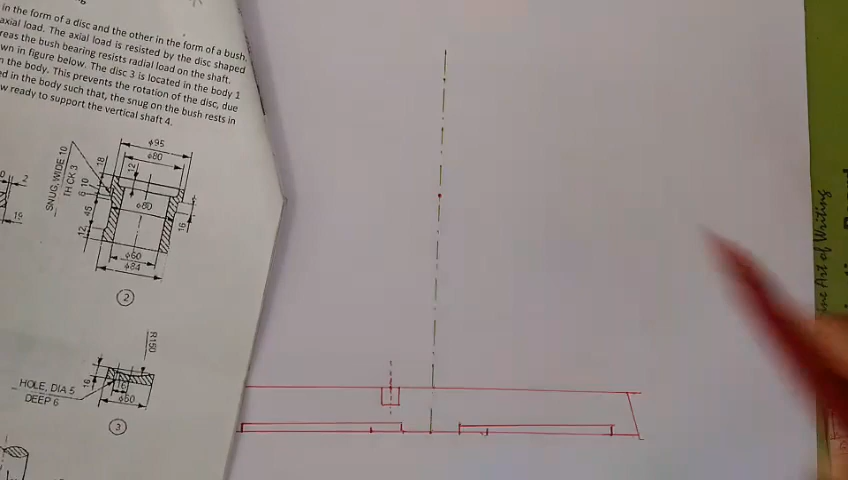 in the form of a disc and the other in the form of a bush.
axial load. The axial load is resisted by the disc shaped
reas the bush bearing resists radial load on the shaft.
wn in figure below. The disc 3 is located in the body 1
n the body. This prevents the rotation of the disc, due
ed in the body such that, the snug on the bush rests in
w ready to support the vertical shaft 4.
ϕ95
ϕ80
SNUG, WIDE 10
THICK 3
18
12
10
6
45
12
ϕ80
16
ϕ60
ϕ84
2
2
R150
16
HOLE, DIA 5
DEEP 6
ϕ60
3
ine Art of Writing